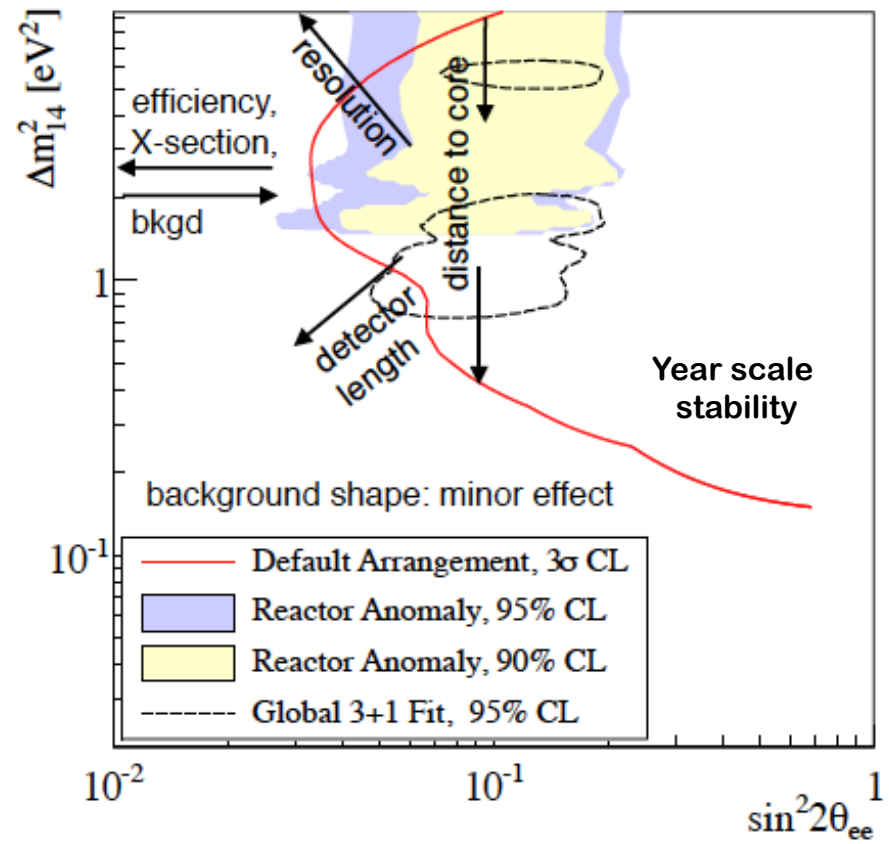 Δm²₁₄ [eV²]
efficiency,
X-section,
bkgd
resolution
distance to core
detector
length
Year scale
stability
background shape: minor effect
Default Arrangement, 3σ CL
Reactor Anomaly, 95% CL
Reactor Anomaly, 90% CL
Global 3+1 Fit, 95% CL
1
10⁻¹
10⁻²
10⁻¹
1
sin²2θₑₑ